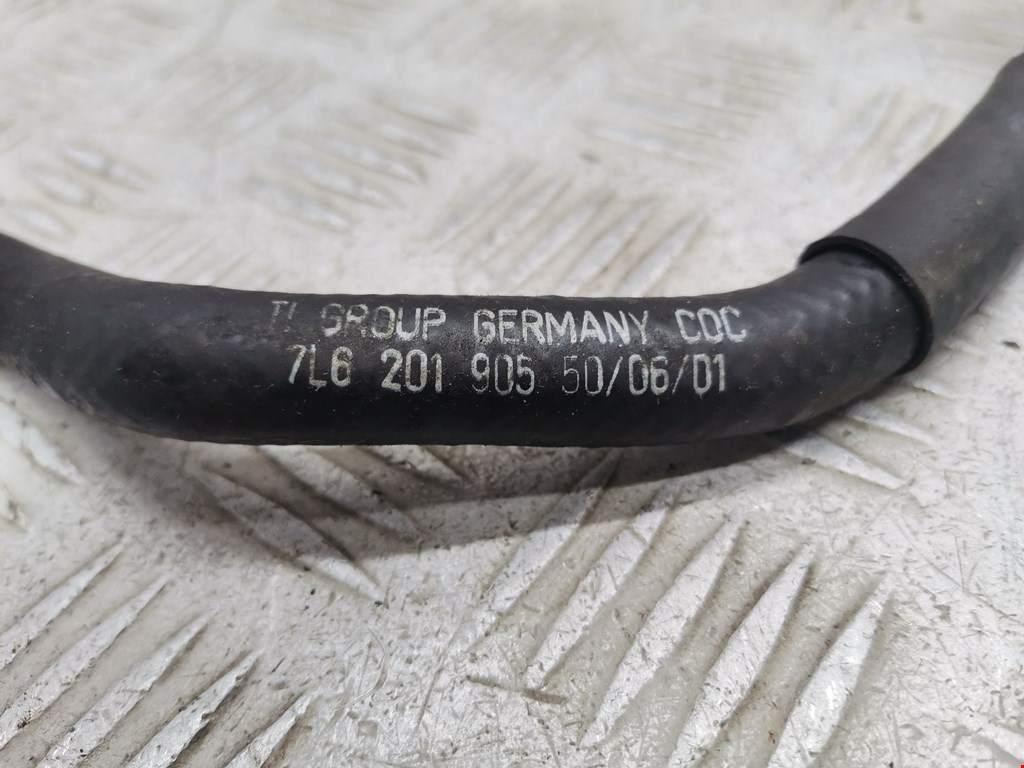 TI GROUP GERMANY COC
7L6 201 905 50/06/01